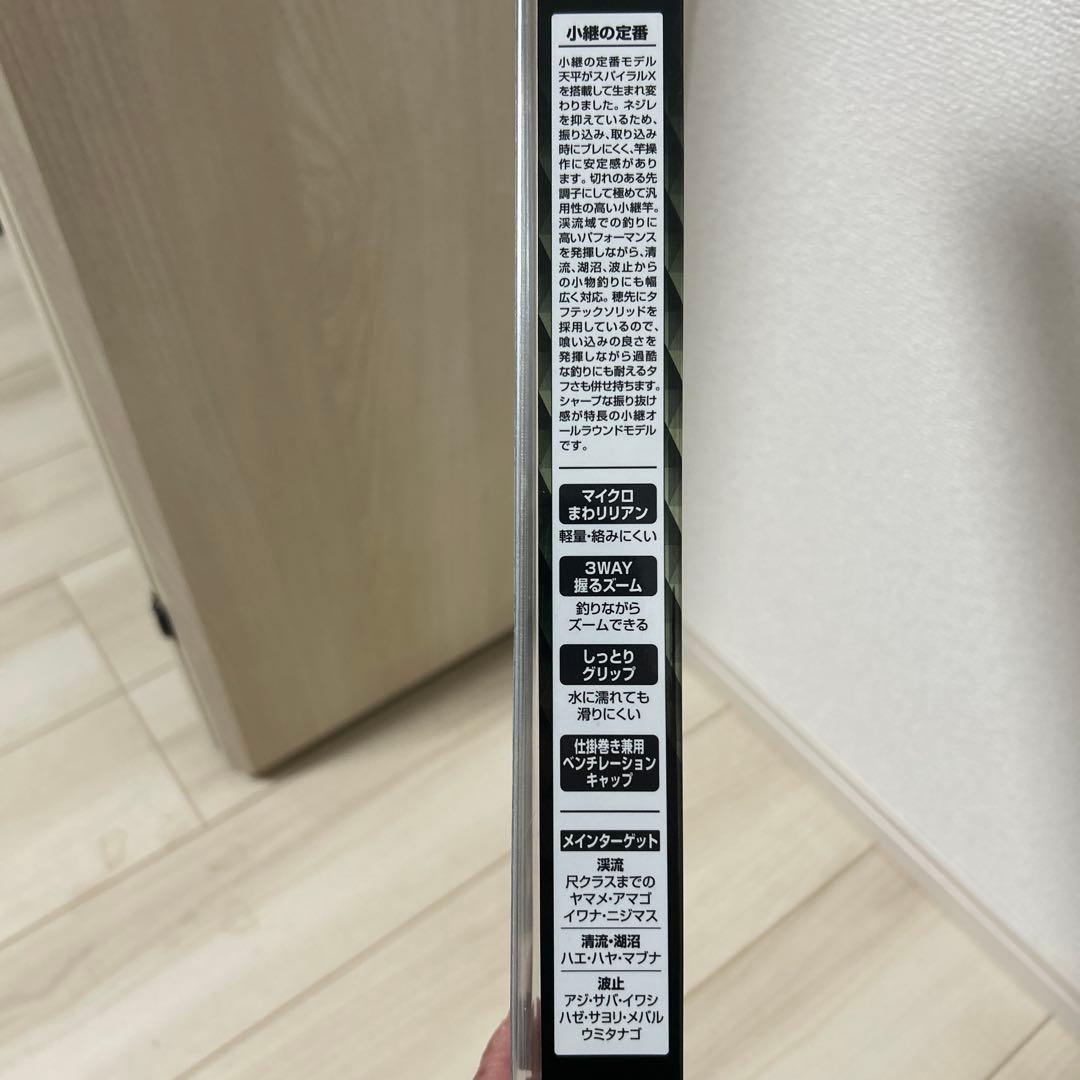 小継の定番
小継の定番モデル
天平がスパイラルX
を搭載して生まれ変
わりました。ネジレ
を抑えているため、
振り込み、取り込み
時にブレにくく、竿操
作に安定感があり
ます。切れのある先
調子にして極めて汎
用性の高い小継竿。
渓流域での釣りに
高いパフォーマンス
を発揮しながら、清
流、湖沼、波止から
の小物釣りにも幅
広く対応。穂先にタ
フテックソリッドを
採用しているので、
喰い込みの良さを
発揮しながら過酷
な釣りにも耐えるタ
フさも併せ持ちます。
シャープな振り抜け
感が特長の小継オ
ールラウンドモデル
です。
マイクロ
まわリリアン
軽量・絡みにくい
3WAY
握るズーム
釣りながら
ズームできる
しっとり
グリップ
水に濡れても
滑りにくい
仕掛巻き兼用
ベンチレーション
キャップ
メインターゲット
渓流
尺クラスまでの
ヤマメ・アマゴ
イワナ・ニジマス
清流・湖沼
ハエ・ハヤ・マブナ
波止
アジ・サバ・イワシ
ハゼ・サヨリ・メバル
ウミタナゴ